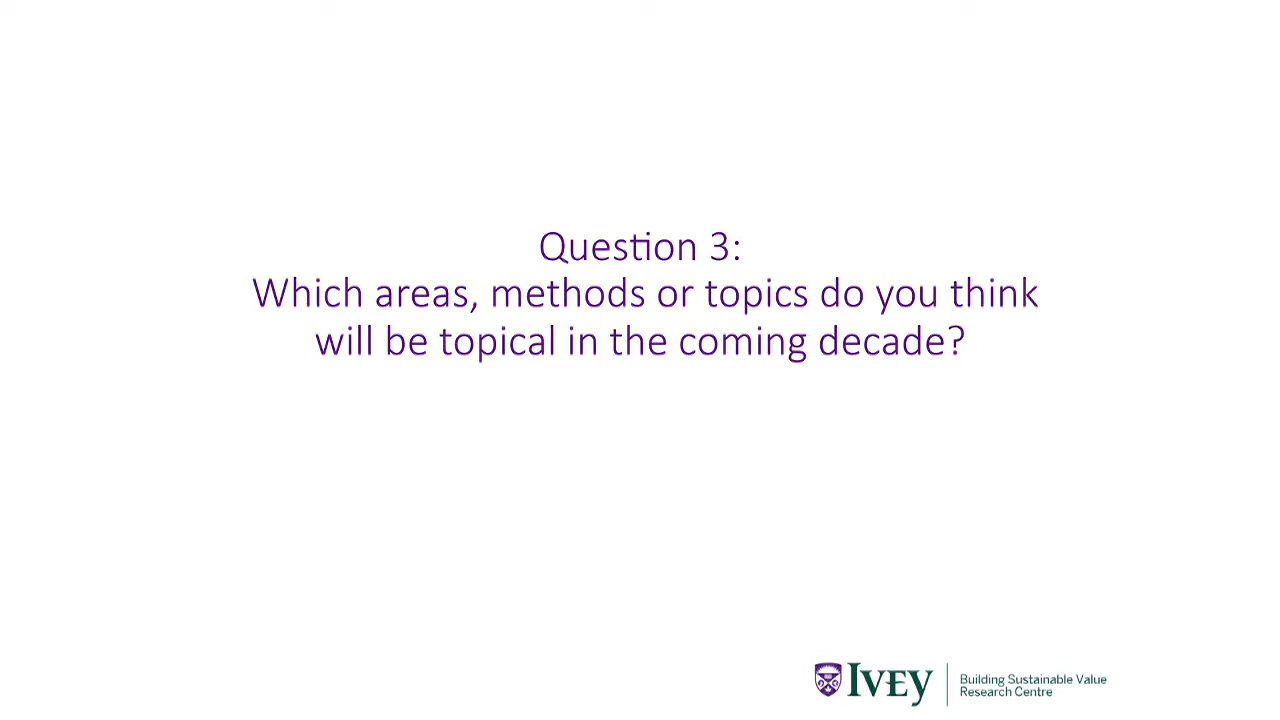 Question 3:
Which areas, methods or topics do you think
will be topical in the coming decade?
IVEY
Building Sustainable Value
Research Centre